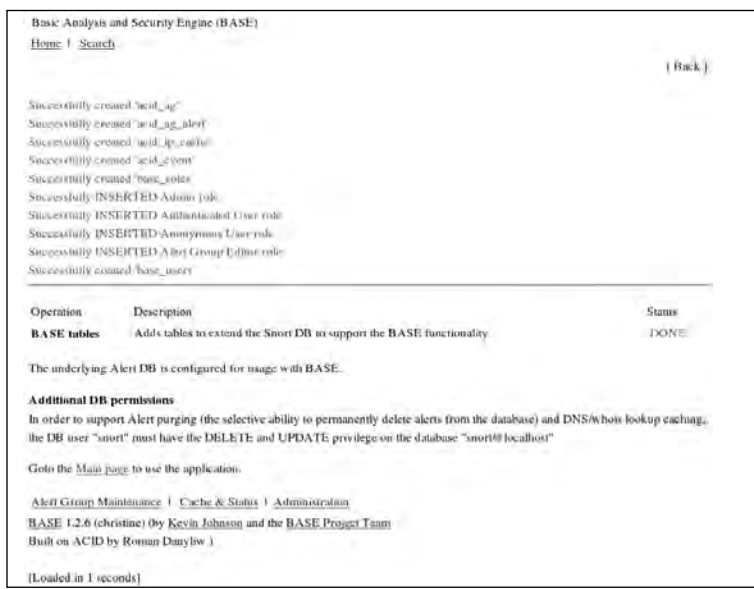 Basic Analysis and Security Engine (BASE)
Home | Search
[ Back ]
Successfully created 'acid_ag'
Successfully created 'acid_ag_alert'
Successfully created 'acid_ip_cache'
Successfully created 'acid_event'
Successfully created 'base_roles'
Successfully INSERTED Admin role
Successfully INSERTED Authenticated User role
Successfully INSERTED Anonymous User role
Successfully INSERTED Alert Group Editor role
Successfully created 'base_users'
Operation Description Status
BASE tables Adds tables to extend the Snort DB to support the BASE functionality DONE
The underlying Alert DB is configured for usage with BASE.
Additional DB permissions
In order to support Alert purging (the selective ability to permanently delete alerts from the database) and DNS/whois lookup caching,
the DB user "snort" must have the DELETE and UPDATE privilege on the database "snort@localhost"
Goto the Main page to use the application.
Alert Group Maintenance | Cache & Status | Administration
BASE 1.2.6 (christine) (by Kevin Johnson and the BASE Project Team
Built on ACID by Roman Danyliw )
[Loaded in 1 seconds]